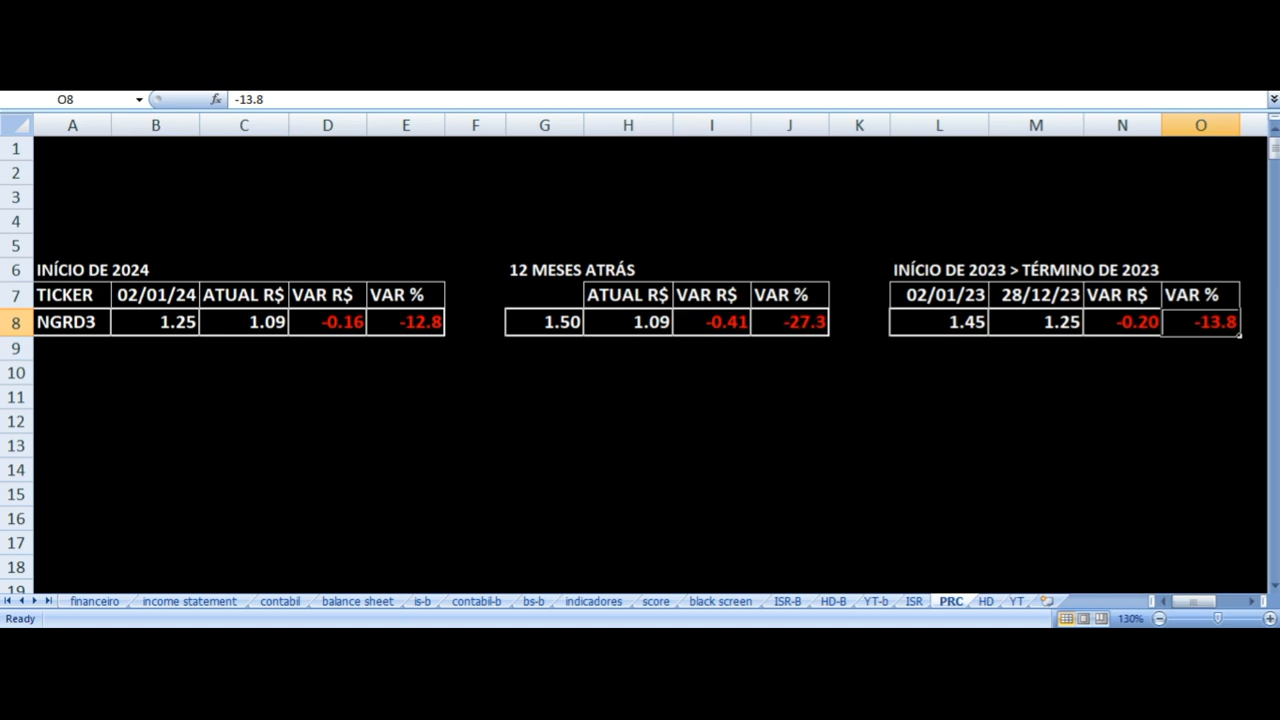 O8 fx -13.8
A B C D E F G H I J K L M N O
1
2
3
4
5
6 INÍCIO DE 2024 12 MESES ATRÁS INÍCIO DE 2023 > TÉRMINO DE 2023
7 TICKER 02/01/24 ATUAL R$ VAR R$ VAR % ATUAL R$ VAR R$ VAR % 02/01/23 28/12/23 VAR R$ VAR %
8 NGRD3 1.25 1.09 -0.16 -12.8 1.50 1.09 -0.41 -27.3 1.45 1.25 -0.20 -13.8
9
10
11
12
13
14
15
16
17
18
19
financeiro income statement contabil balance sheet is-b contabil-b bs-b indicadores score black screen ISR-B HD-B YT-b ISR PRC HD YT
Ready 130%